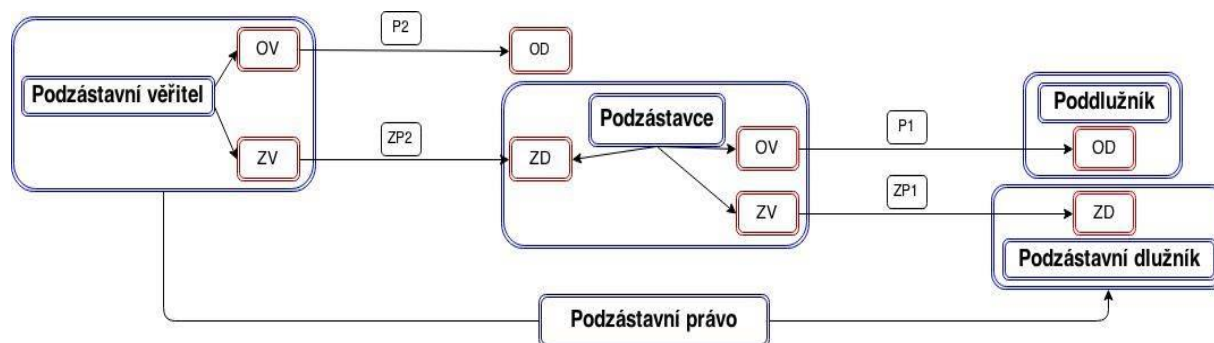 OV
P2
OD
Podzástavní věřitel
ZV
ZP2
ZD
Podzástavce
OV
P1
Poddlužník
OD
ZV
ZP1
ZD
Podzástavní dlužník
Podzástavní právo